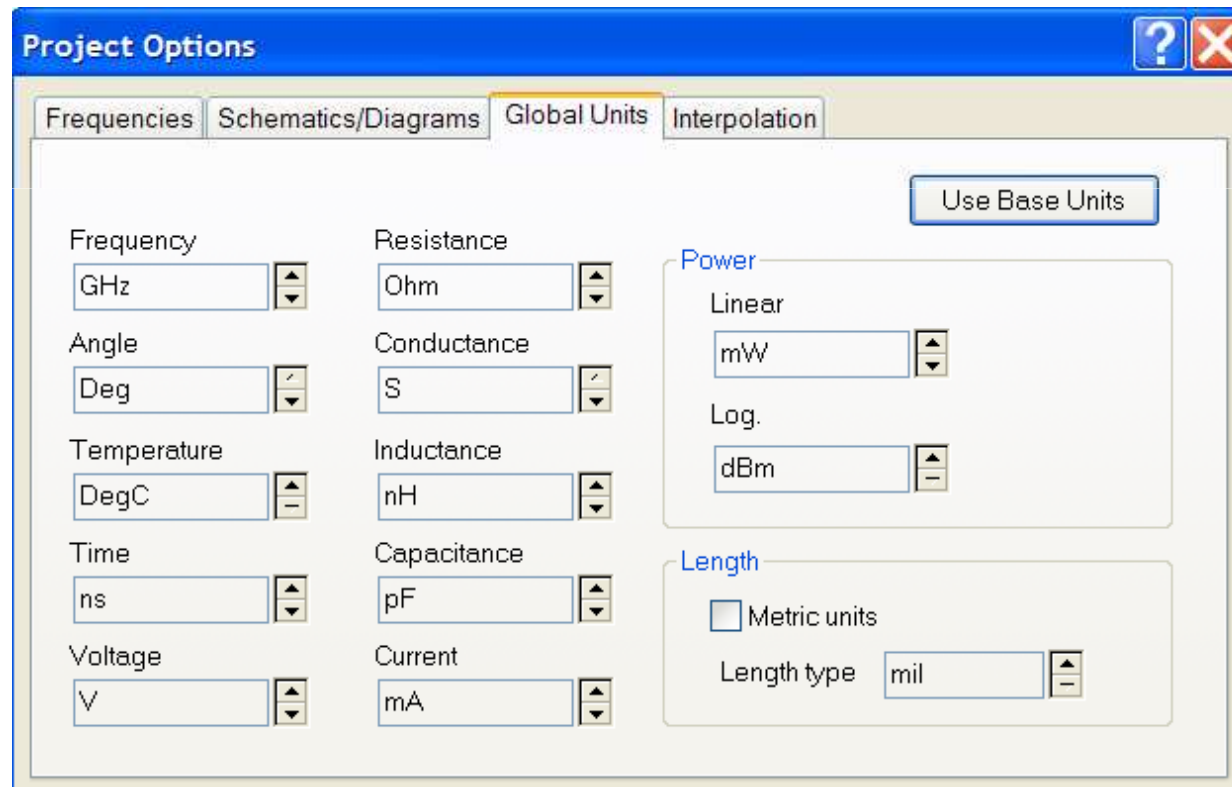 Project Options
Frequencies Schematics/Diagrams Global Units Interpolation
Use Base Units
Frequency
GHz
Angle
Deg
Temperature
DegC
Time
ns
Voltage
V
Resistance
Ohm
Conductance
S
Inductance
nH
Capacitance
pF
Current
mA
Power
Linear
mW
Log.
dBm
Length
Metric units
Length type mil